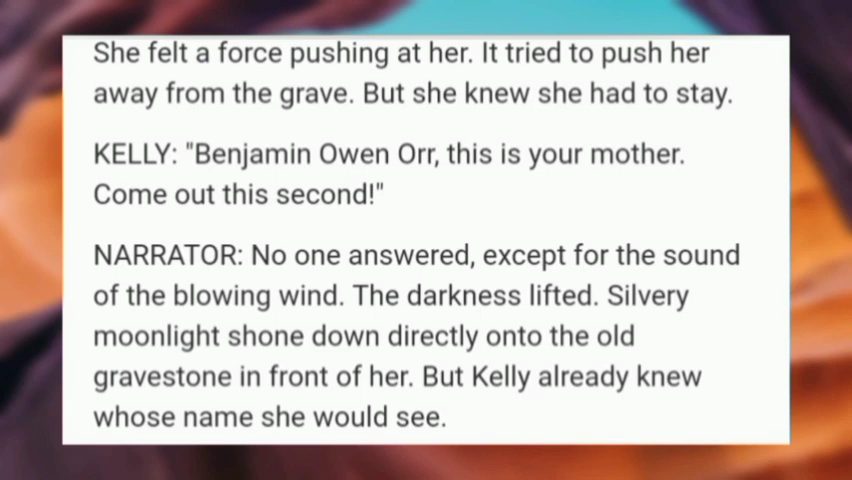 She felt a force pushing at her. It tried to push her
away from the grave. But she knew she had to stay.
KELLY: "Benjamin Owen Orr, this is your mother.
Come out this second!"
NARRATOR: No one answered, except for the sound
of the blowing wind. The darkness lifted. Silvery
moonlight shone down directly onto the old
gravestone in front of her. But Kelly already knew
whose name she would see.